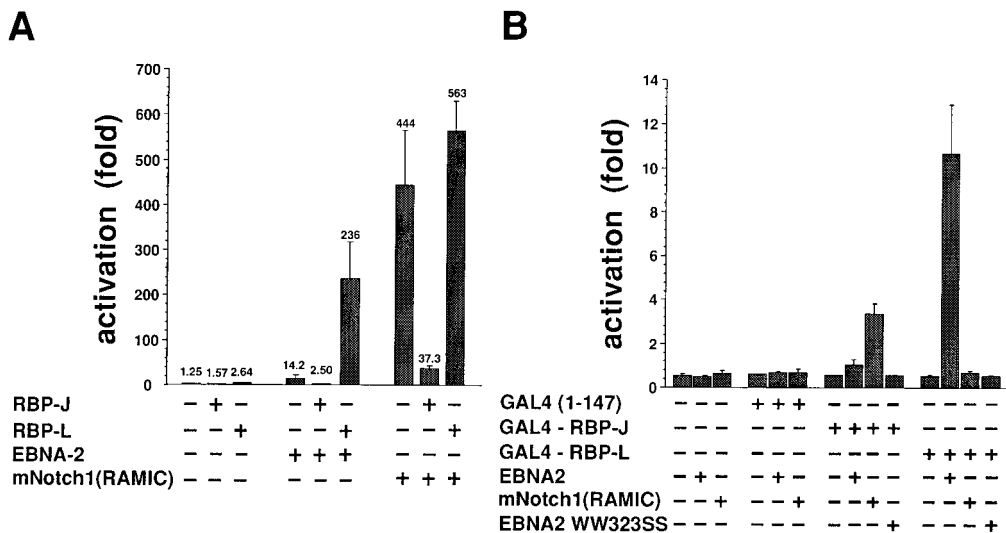 A
B
activation (fold)
700
600
500
400
300
200
100
0
1.25
1.57
2.64
14.2
2.50
236
444
37.3
563
RBP-J − + − − + − − + −
RBP-L − − + − − + − − +
EBNA-2 − − − + + + − − −
mNotch1(RAMIC) − − − − − − + + +
activation (fold)
14
12
10
8
6
4
2
0
GAL4 (1-147) − − − + + + − − − − − − − −
GAL4 - RBP-J − − − − − − + + + + − − − −
GAL4 - RBP-L − − − − − − − − − − + + + +
EBNA2 − + − − + − − + − − − + − −
mNotch1(RAMIC) − − + − − + − − + − − − + −
EBNA2 WW323SS − − − − − − − − − + − − − +